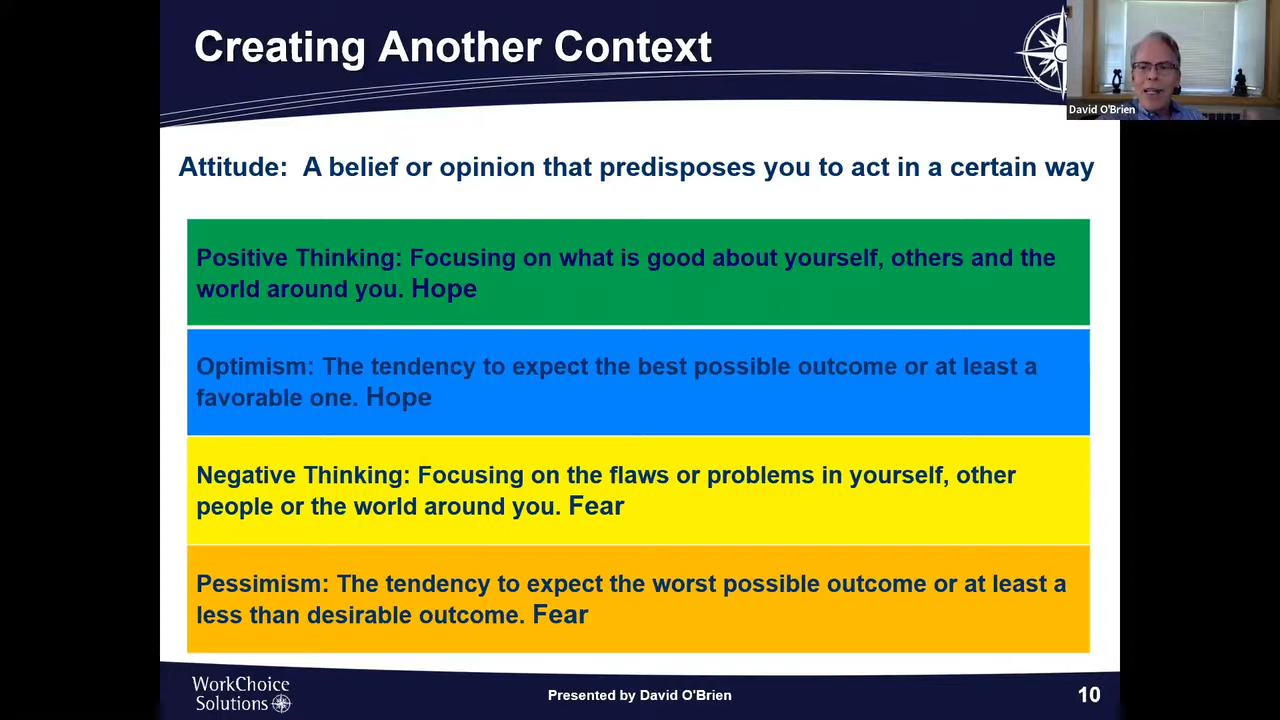 Creating Another Context
David O'Brien
Attitude:  A belief or opinion that predisposes you to act in a certain way
Positive Thinking: Focusing on what is good about yourself, others and the
world around you. Hope
Optimism: The tendency to expect the best possible outcome or at least a
favorable one. Hope
Negative Thinking: Focusing on the flaws or problems in yourself, other
people or the world around you. Fear
Pessimism: The tendency to expect the worst possible outcome or at least a
less than desirable outcome. Fear
WorkChoice
Solutions
Presented by David O'Brien
10